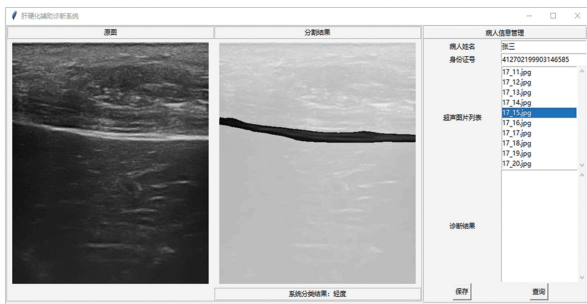 肝硬化辅助诊断系统
原图
分割结果
病人信息管理
病人姓名 张三
身份证号 412702199903146585
超声图片列表
17_11.jpg
17_12.jpg
17_13.jpg
17_14.jpg
17_15.jpg
17_16.jpg
17_17.jpg
17_18.jpg
17_19.jpg
17_20.jpg
诊断结果
系统分类结果：轻度
保存 查询